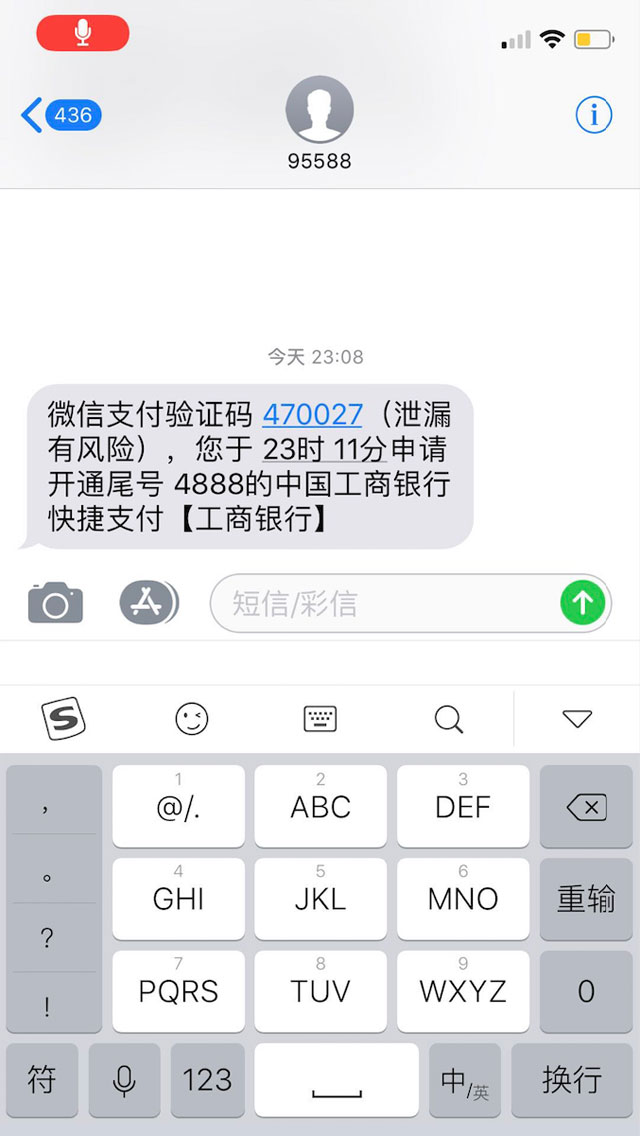 436
95588
今天 23:08
微信支付验证码 470027（泄漏
有风险），您于 23时 11分申请
开通尾号 4888的中国工商银行
快捷支付【工商银行】
短信/彩信
S
， 1 2 3
@/. ABC DEF
。 4 5 6
GHI JKL MNO 重输
？ 7 8 9
PQRS TUV WXYZ 0
！
符 123 中/英 换行